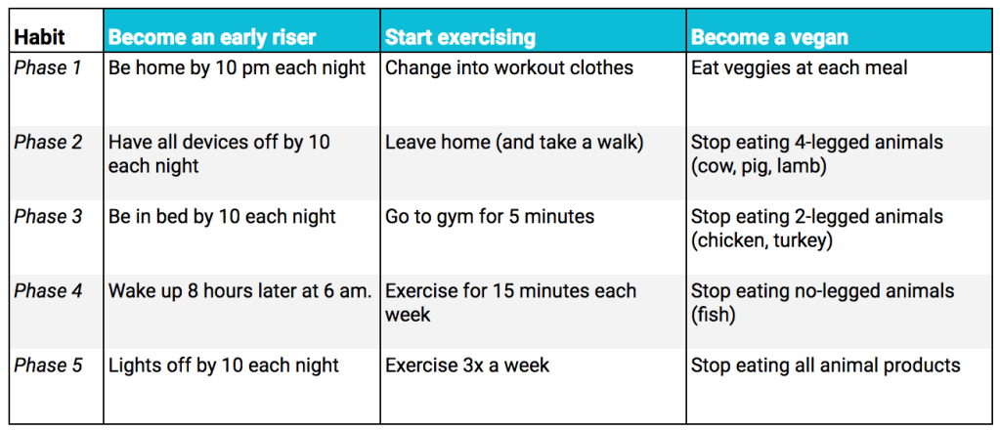 Habit Become an early riser Start exercising Become a vegan
Phase 1 Be home by 10 pm each night Change into workout clothes Eat veggies at each meal
Phase 2 Have all devices off by 10 Leave home (and take a walk) Stop eating 4-legged animals
each night (cow, pig, lamb)
Phase 3 Be in bed by 10 each night Go to gym for 5 minutes Stop eating 2-legged animals
(chicken, turkey)
Phase 4 Wake up 8 hours later at 6 am. Exercise for 15 minutes each Stop eating no-legged animals
week (fish)
Phase 5 Lights off by 10 each night Exercise 3x a week Stop eating all animal products